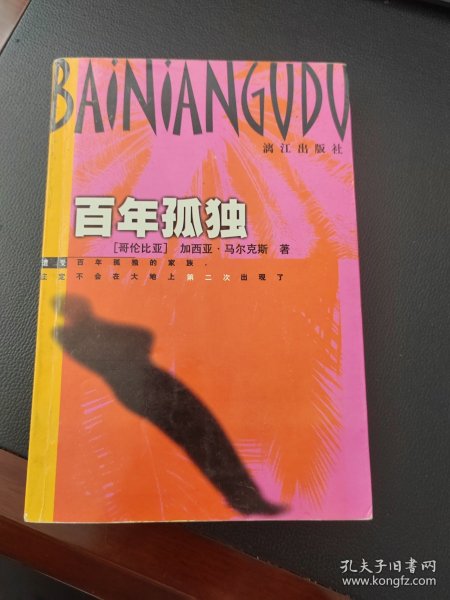 BAiNiANGUDU
漓江出版社
百年孤独
[哥伦比亚] 加西亚·马尔克斯 著
遭受百年孤独的家族，
注定不会在大地上第二次出现了
孔夫子旧书网
www.kongfz.com